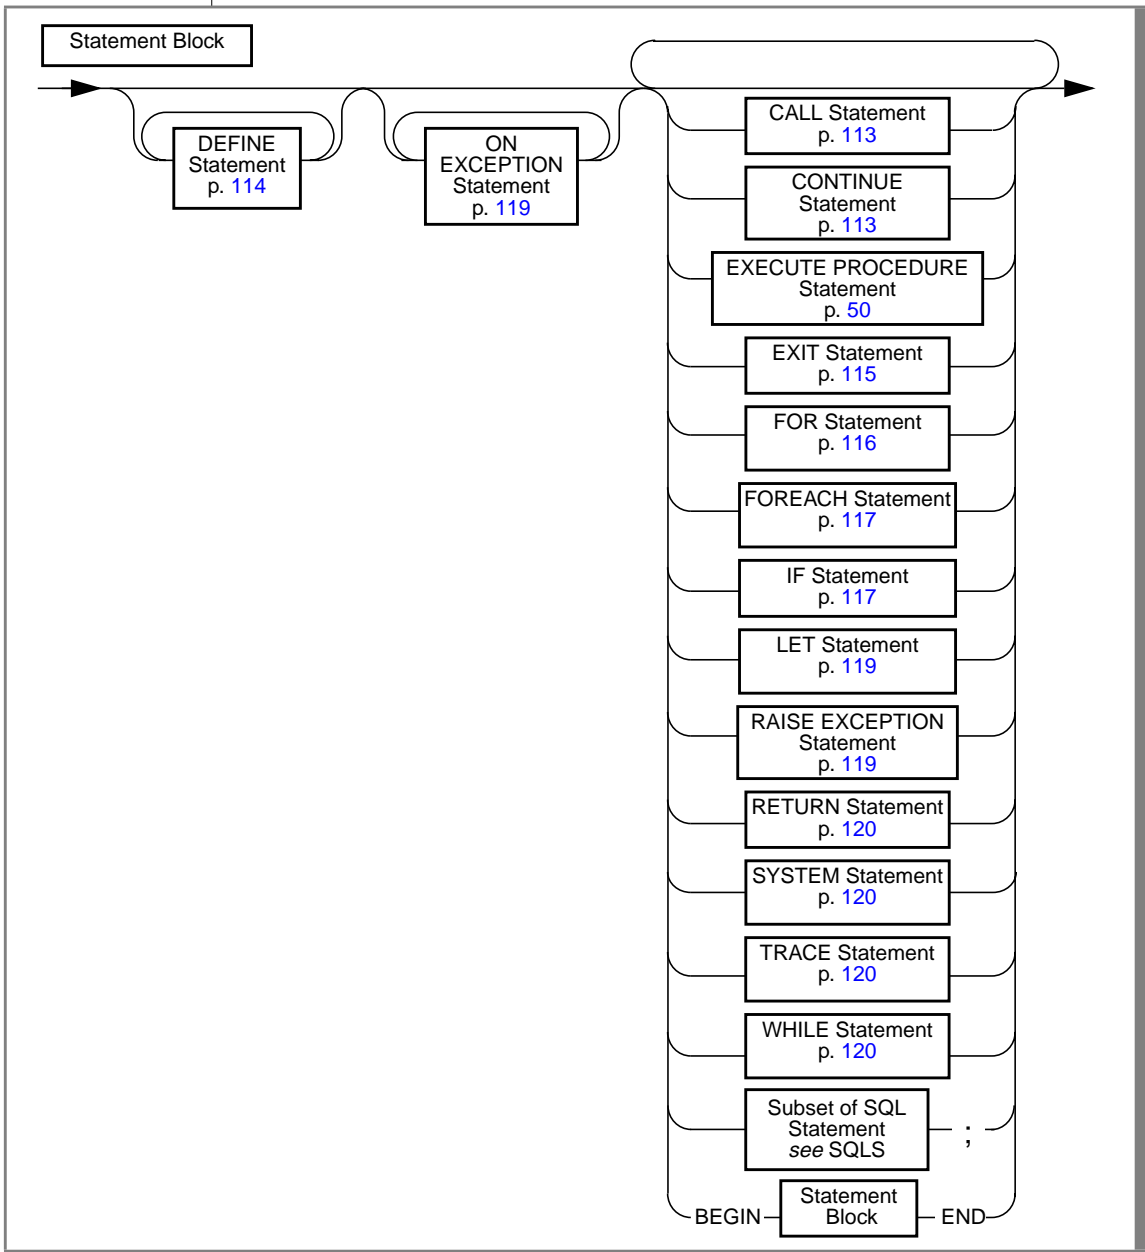 Statement Block
DEFINE
Statement
p. 114
ON
EXCEPTION
Statement
p. 119
CALL Statement
p. 113
CONTINUE
Statement
p. 113
EXECUTE PROCEDURE
Statement
p. 50
EXIT Statement
p. 115
FOR Statement
p. 116
FOREACH Statement
p. 117
IF Statement
p. 117
LET Statement
p. 119
RAISE EXCEPTION
Statement
p. 119
RETURN Statement
p. 120
SYSTEM Statement
p. 120
TRACE Statement
p. 120
WHILE Statement
p. 120
Subset of SQL
Statement
see SQLS
;
BEGIN
Statement
Block
END